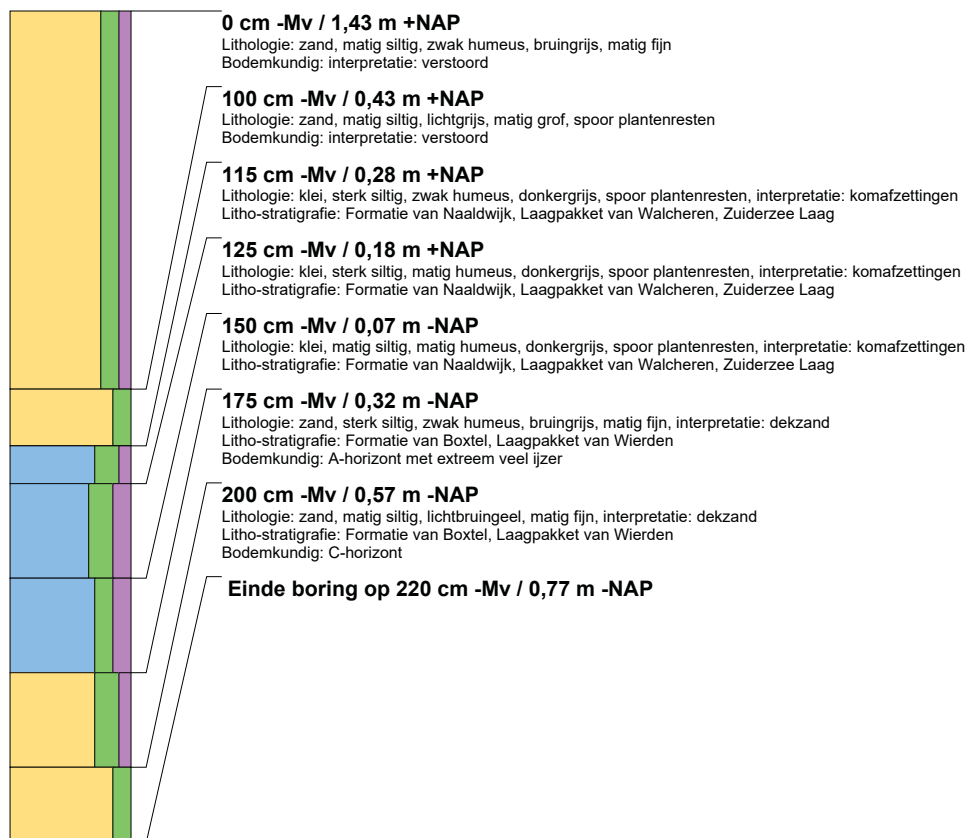 0 cm -Mv / 1,43 m +NAP
Lithologie: zand, matig siltig, zwak humeus, bruingrijs, matig fijn
Bodemkundig: interpretatie: verstoord
100 cm -Mv / 0,43 m +NAP
Lithologie: zand, matig siltig, lichtgrijs, matig grof, spoor plantenresten
Bodemkundig: interpretatie: verstoord
115 cm -Mv / 0,28 m +NAP
Lithologie: klei, sterk siltig, zwak humeus, donkergrijs, spoor plantenresten, interpretatie: komafzettingen
Litho-stratigrafie: Formatie van Naaldwijk, Laagpakket van Walcheren, Zuiderzee Laag
125 cm -Mv / 0,18 m +NAP
Lithologie: klei, sterk siltig, matig humeus, donkergrijs, spoor plantenresten, interpretatie: komafzettingen
Litho-stratigrafie: Formatie van Naaldwijk, Laagpakket van Walcheren, Zuiderzee Laag
150 cm -Mv / 0,07 m -NAP
Lithologie: klei, matig siltig, matig humeus, donkergrijs, spoor plantenresten, interpretatie: komafzettingen
Litho-stratigrafie: Formatie van Naaldwijk, Laagpakket van Walcheren, Zuiderzee Laag
175 cm -Mv / 0,32 m -NAP
Lithologie: zand, sterk siltig, zwak humeus, bruingrijs, matig fijn, interpretatie: dekzand
Litho-stratigrafie: Formatie van Boxtel, Laagpakket van Wierden
Bodemkundig: A-horizont met extreem veel ijzer
200 cm -Mv / 0,57 m -NAP
Lithologie: zand, matig siltig, lichtbruingeel, matig fijn, interpretatie: dekzand
Litho-stratigrafie: Formatie van Boxtel, Laagpakket van Wierden
Bodemkundig: C-horizont
Einde boring op 220 cm -Mv / 0,77 m -NAP